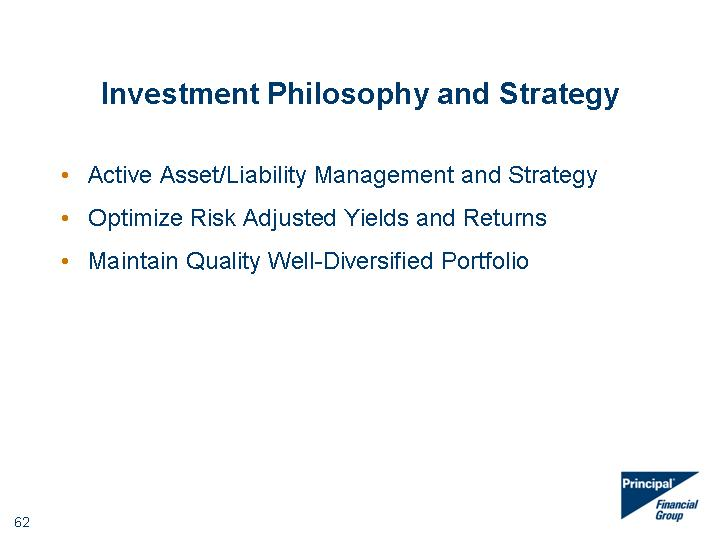 Investment Philosophy and Strategy
• Active Asset/Liability Management and Strategy
• Optimize Risk Adjusted Yields and Returns
• Maintain Quality Well-Diversified Portfolio
Principal
Financial
Group
62